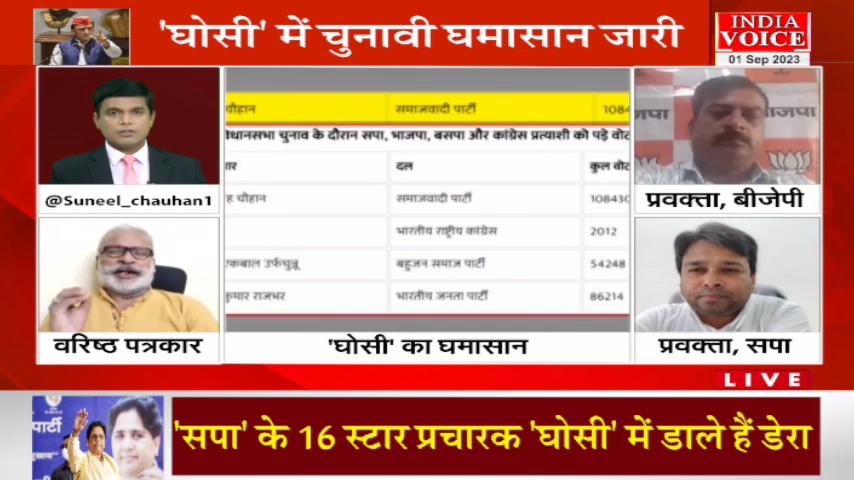 'घोसी' में चुनावी घमासान जारी
INDIA
VOICE
01 Sep 2023
चौहान समाजवादी पार्टी 1084
विधानसभा चुनाव के दौरान सपा, भाजपा, बसपा और कांग्रेस प्रत्याशी को पड़े वोट
दल कुल वोट
चौहान समाजवादी पार्टी 108430
भारतीय राष्ट्रीय कांग्रेस 2012
इकबाल उर्फचुन्नू बहुजन समाज पार्टी 54248
कुमार राजभर भारतीय जनता पार्टी 86214
@Suneel_chauhan1
प्रवक्ता, बीजेपी
वरिष्ठ पत्रकार
'घोसी' का घमासान
प्रवक्ता, सपा
LIVE
पार्टी
'सपा' के 16 स्टार प्रचारक 'घोसी' में डाले हैं डेरा